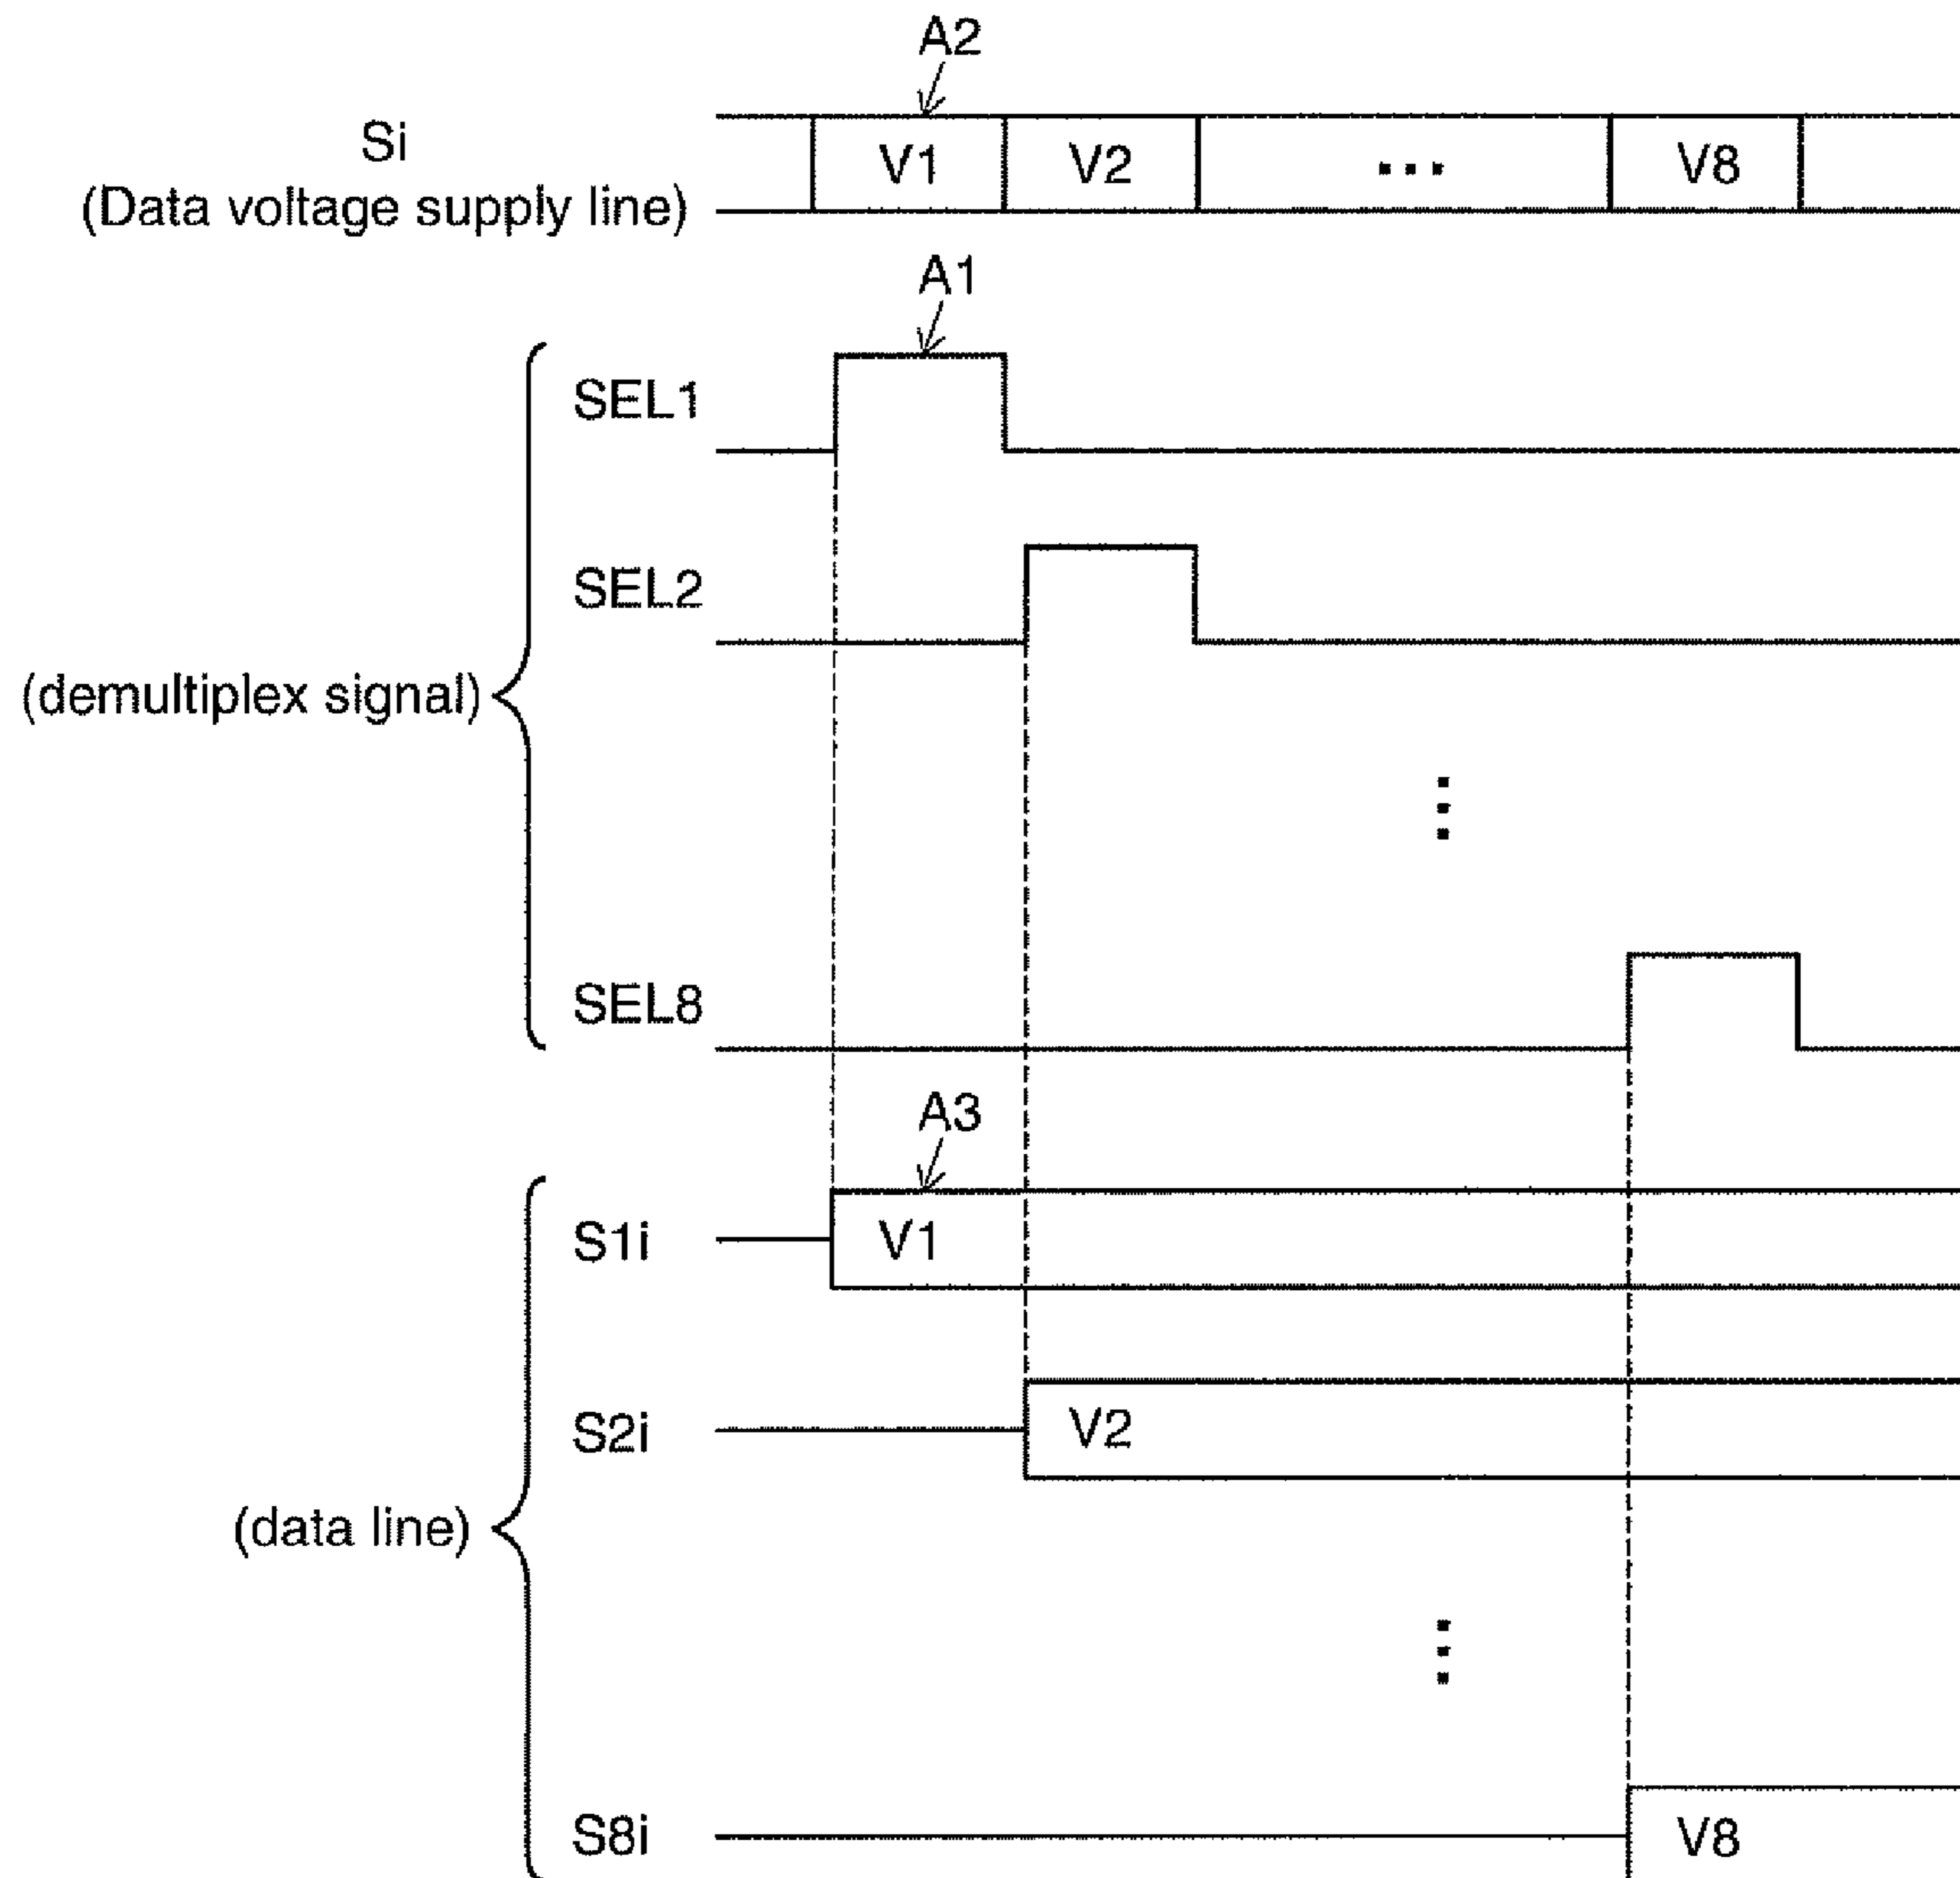 A2
Si
(Data voltage supply line)
V1 V2 ... V8
A1
SEL1
SEL2
(demultiplex signal)
⋮
SEL8
A3
S1i V1
S2i V2
(data line)
⋮
S8i V8